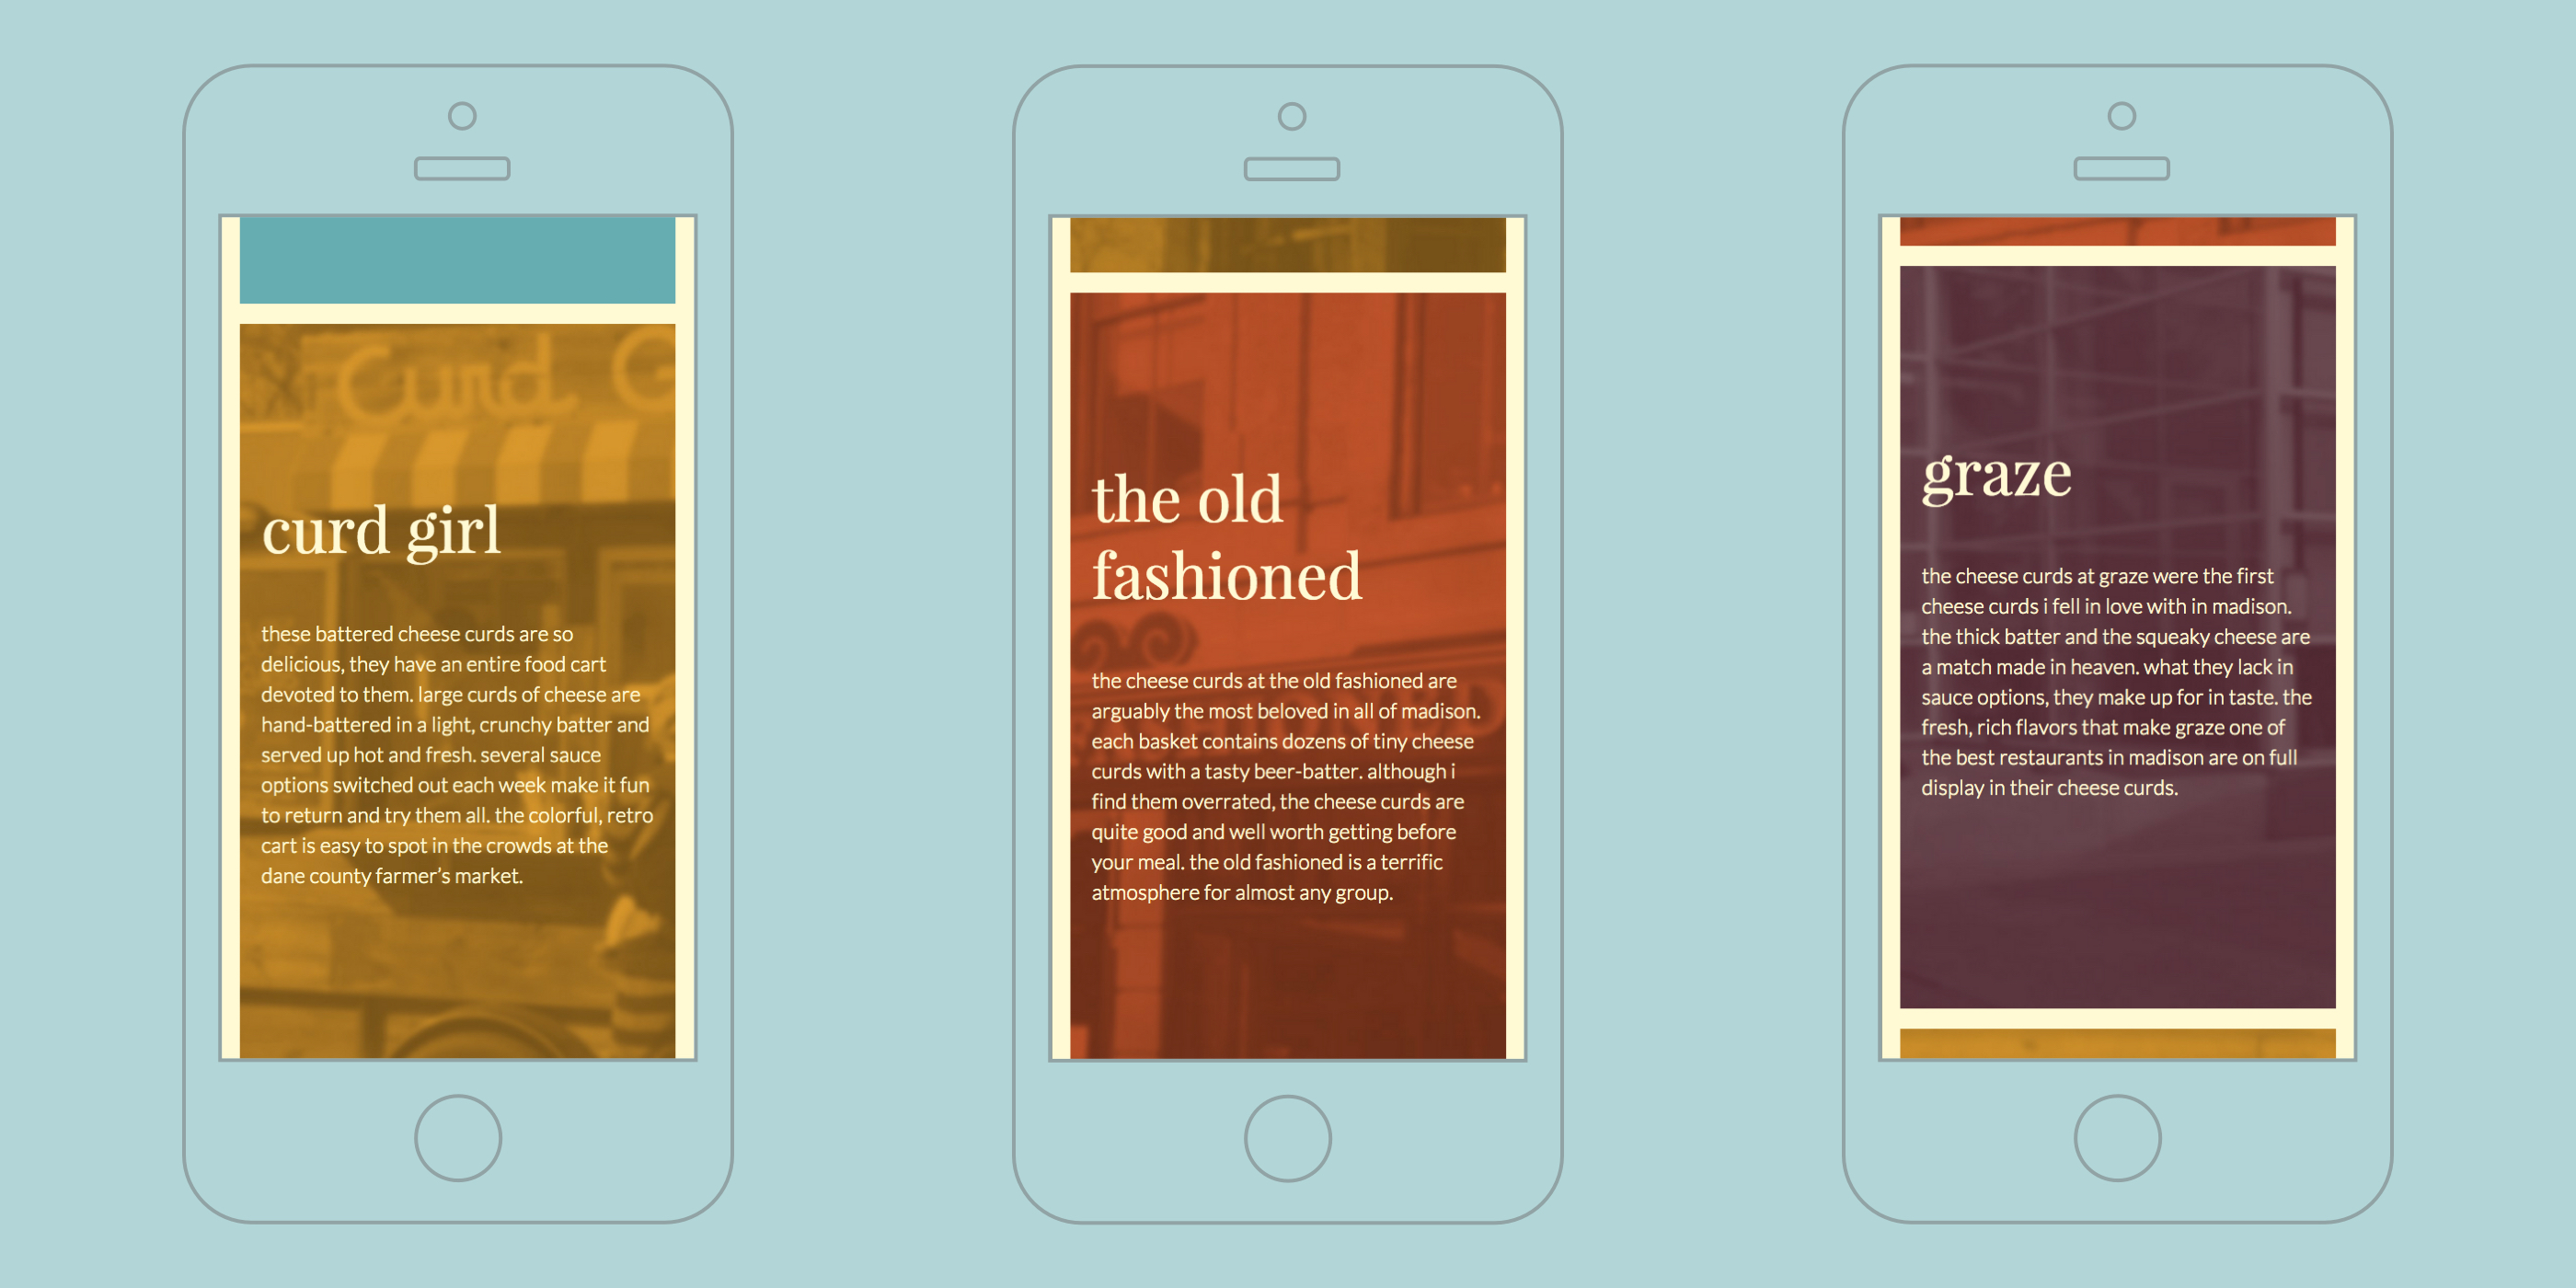 Curd G
curd girl
these battered cheese curds are so
delicious, they have an entire food cart
devoted to them. large curds of cheese are
hand-battered in a light, crunchy batter and
served up hot and fresh. several sauce
options switched out each week make it fun
to return and try them all. the colorful, retro
cart is easy to spot in the crowds at the
dane county farmer’s market.
the old
fashioned
the cheese curds at the old fashioned are
arguably the most beloved in all of madison.
each basket contains dozens of tiny cheese
curds with a tasty beer-batter. although i
find them overrated, the cheese curds are
quite good and well worth getting before
your meal. the old fashioned is a terrific
atmosphere for almost any group.
graze
the cheese curds at graze were the first
cheese curds i fell in love with in madison.
the thick batter and the squeaky cheese are
a match made in heaven. what they lack in
sauce options, they make up for in taste. the
fresh, rich flavors that make graze one of
the best restaurants in madison are on full
display in their cheese curds.